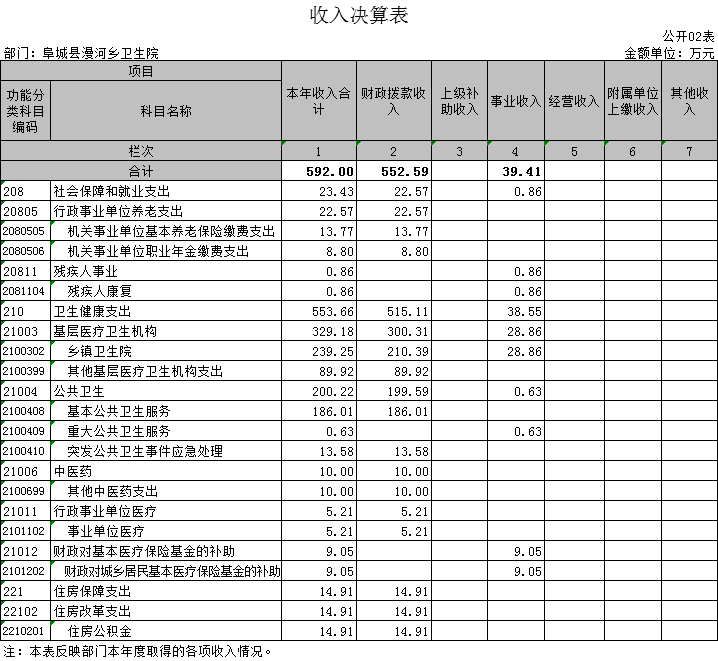 收入决算表
公开02表
部门：阜城县漫河乡卫生院 金额单位：万元
项目 本年收入合计 财政拨款收入 上级补助收入 事业收入 经营收入 附属单位上缴收入 其他收入
功能分类科目编码 科目名称
栏次 1 2 3 4 5 6 7
合计 592.00 552.59 39.41
208 社会保障和就业支出 23.43 22.57 0.86
20805 行政事业单位养老支出 22.57 22.57
2080505 机关事业单位基本养老保险缴费支出 13.77 13.77
2080506 机关事业单位职业年金缴费支出 8.80 8.80
20811 残疾人事业 0.86 0.86
2081104 残疾人康复 0.86 0.86
210 卫生健康支出 553.66 515.11 38.55
21003 基层医疗卫生机构 329.18 300.31 28.86
2100302 乡镇卫生院 239.25 210.39 28.86
2100399 其他基层医疗卫生机构支出 89.92 89.92
21004 公共卫生 200.22 199.59 0.63
2100408 基本公共卫生服务 186.01 186.01
2100409 重大公共卫生服务 0.63 0.63
2100410 突发公共卫生事件应急处理 13.58 13.58
21006 中医药 10.00 10.00
2100699 其他中医药支出 10.00 10.00
21011 行政事业单位医疗 5.21 5.21
2101102 事业单位医疗 5.21 5.21
21012 财政对基本医疗保险基金的补助 9.05 9.05
2101202 财政对城乡居民基本医疗保险基金的补助 9.05 9.05
221 住房保障支出 14.91 14.91
22102 住房改革支出 14.91 14.91
2210201 住房公积金 14.91 14.91
注：本表反映部门本年度取得的各项收入情况。